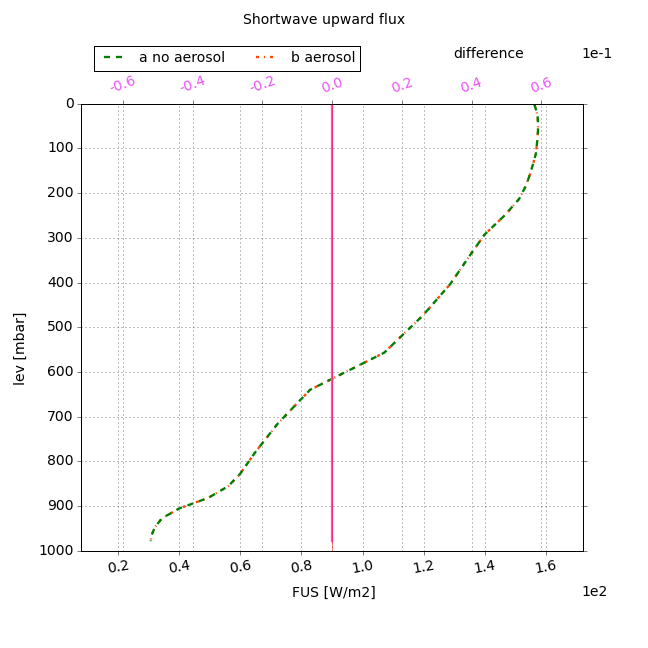 Shortwave upward flux
a no aerosol b aerosol difference 1e-1
-0.6 -0.4 -0.2 0.0 0.2 0.4 0.6
0
100
200
300
400
500
600
700
800
900
1000
lev [mbar]
0.2 0.4 0.6 0.8 1.0 1.2 1.4 1.6
FUS [W/m2] 1e2